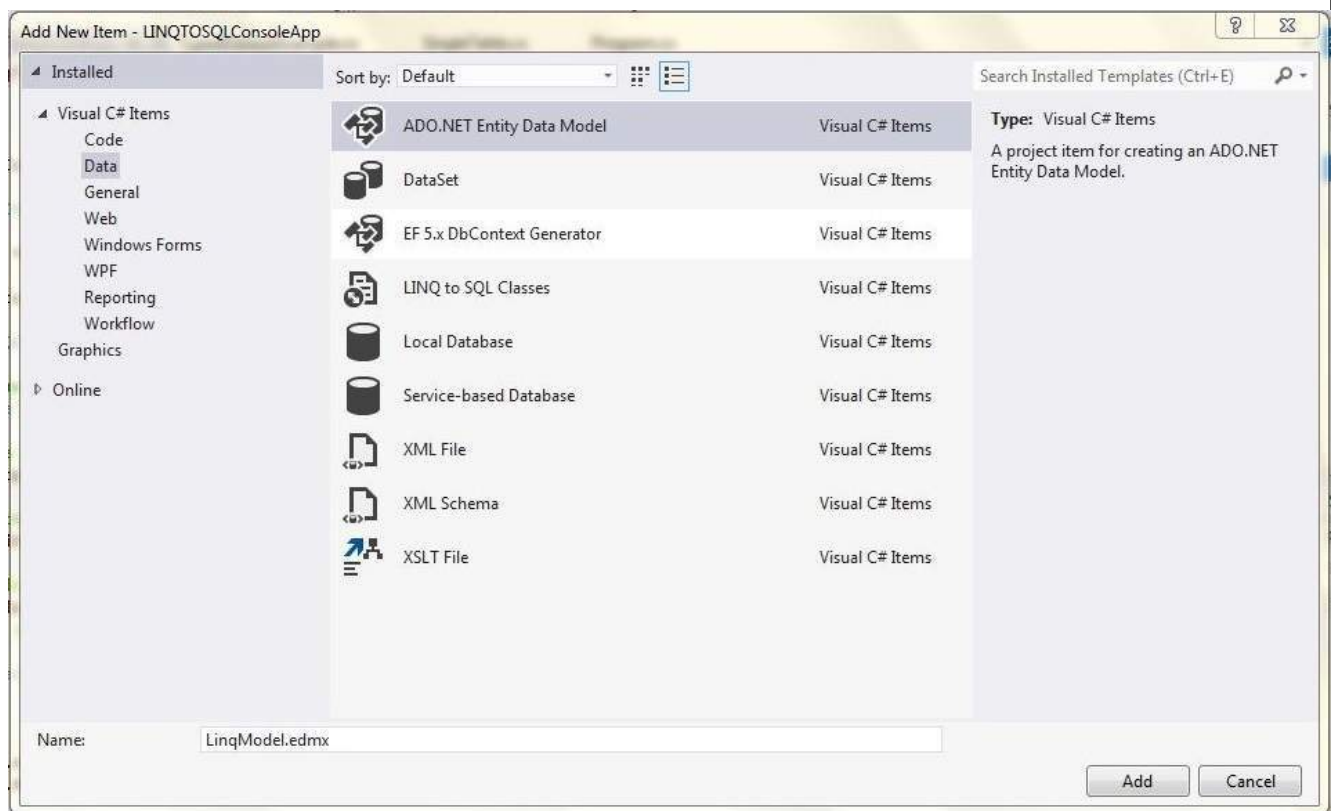 Add New Item - LINQTOSQLConsoleApp
Installed
Sort by: Default
Search Installed Templates (Ctrl+E)
Visual C# Items
Code
Data
General
Web
Windows Forms
WPF
Reporting
Workflow
Graphics
Online
ADO.NET Entity Data Model Visual C# Items
DataSet Visual C# Items
EF 5.x DbContext Generator Visual C# Items
LINQ to SQL Classes Visual C# Items
Local Database Visual C# Items
Service-based Database Visual C# Items
XML File Visual C# Items
XML Schema Visual C# Items
XSLT File Visual C# Items
Type: Visual C# Items
A project item for creating an ADO.NET
Entity Data Model.
Name: LinqModel.edmx
Add Cancel